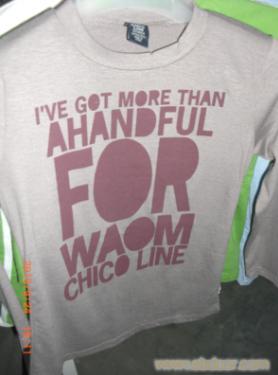 I'VE GOT MORE THAN
AHANDFUL
FOR
WAOM
CHICO LINE